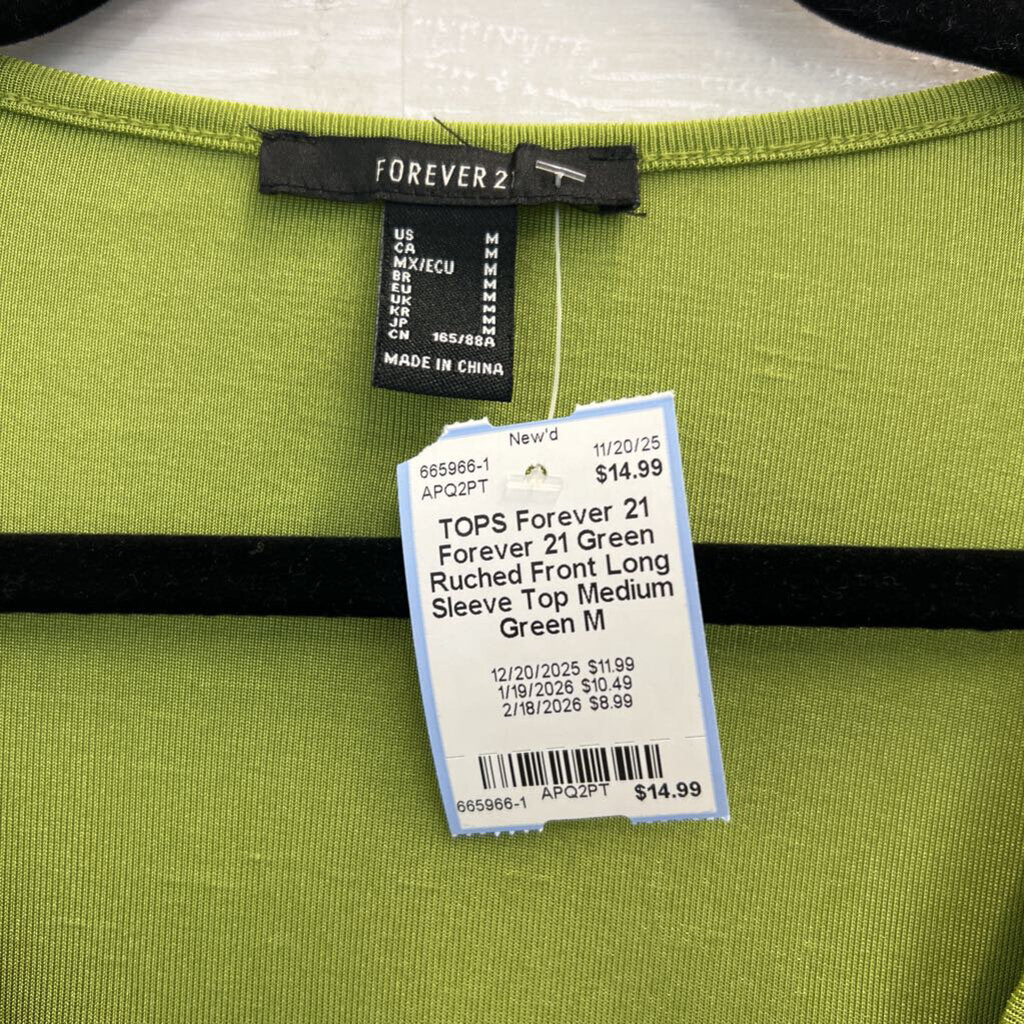 FOREVER 2
US M
CA M
MX/ECU M
BR M
EU M
UK M
KR M
JP M
CN 165/88A
MADE IN CHINA
New'd
665966-1 11/20/25
APQ2PT $14.99
TOPS Forever 21
Forever 21 Green
Ruched Front Long
Sleeve Top Medium
Green M
12/20/2025 $11.99
1/19/2026 $10.49
2/18/2026 $8.99
665966-1 APQ2PT $14.99